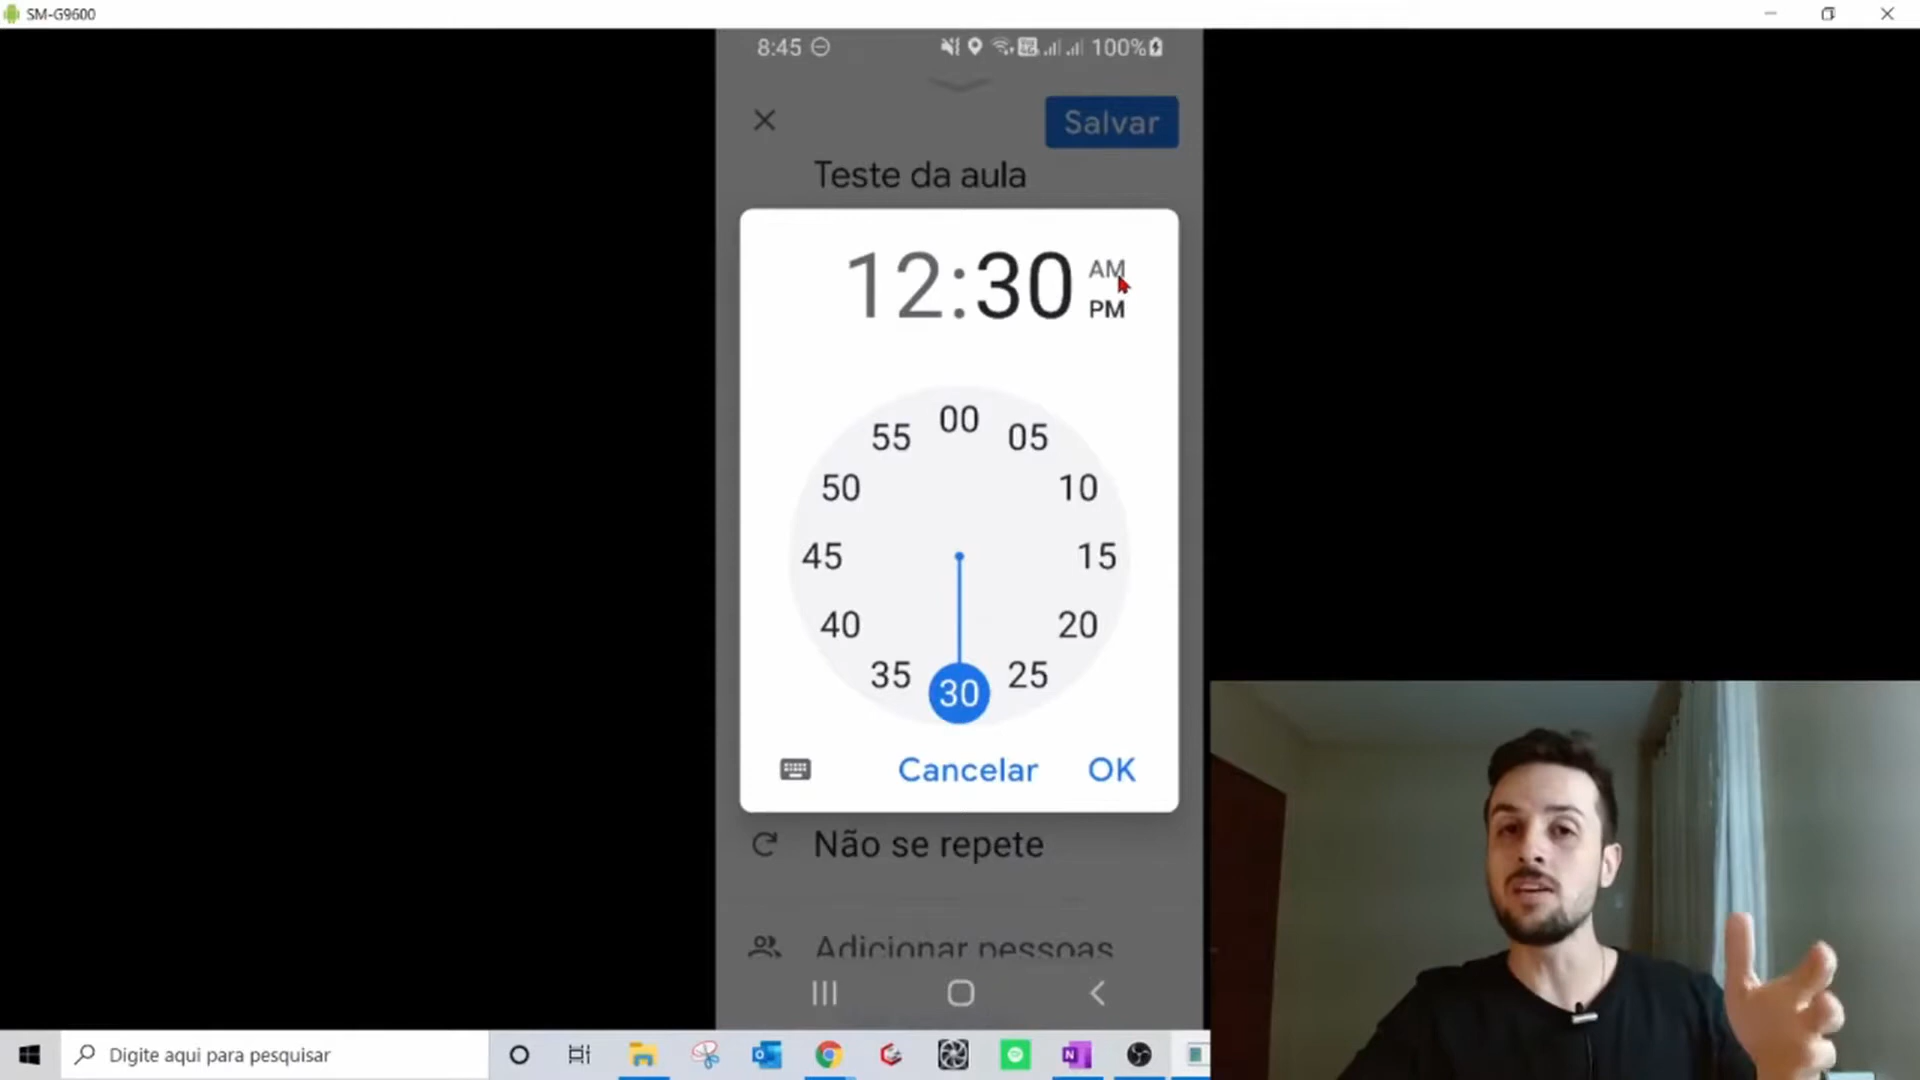 SM-G9600
8:45 100%
Salvar
Teste da aula
12:30 AM
PM
00
55 05
50 10
45 15
40 20
35 25
30
Cancelar OK
Não se repete
Adicionar pessoas
Digite aqui para pesquisar